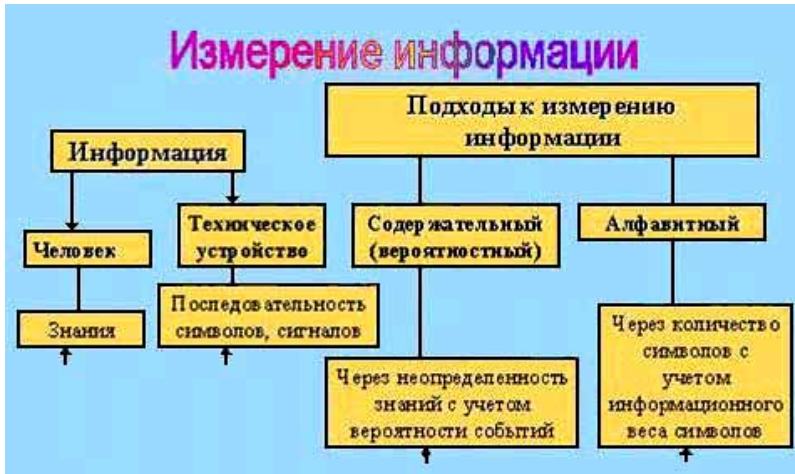 Измерение информации
Информация
Человек
Знания
Техническое
устройство
Последовательность
символов, сигналов
Подходы к измерению
информации
Содержательный
(вероятностный)
Через неопределенность
знаний с учетом
вероятности событий
Алфавитный
Через количество
символов с
учетом
информационного
веса символов